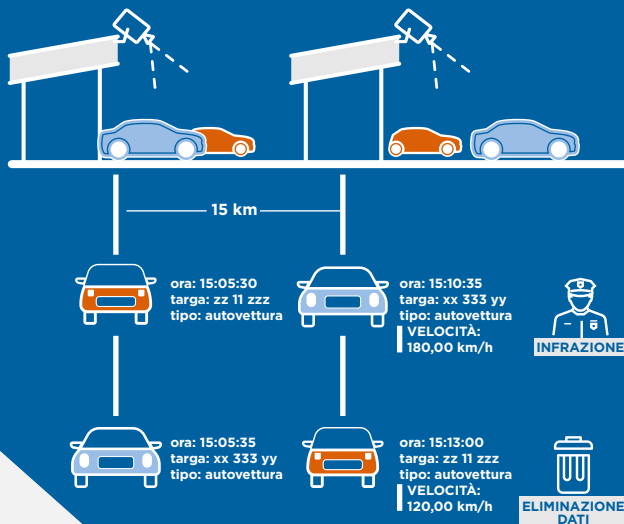 15 km
ora: 15:05:30
targa: zz 11 zzz
tipo: autovettura
ora: 15:10:35
targa: xx 333 yy
tipo: autovettura
VELOCITÀ:
180,00 km/h
INFRAZIONE
ora: 15:05:35
targa: xx 333 yy
tipo: autovettura
ora: 15:13:00
targa: zz 11 zzz
tipo: autovettura
VELOCITÀ:
120,00 km/h
ELIMINAZIONE
DATI